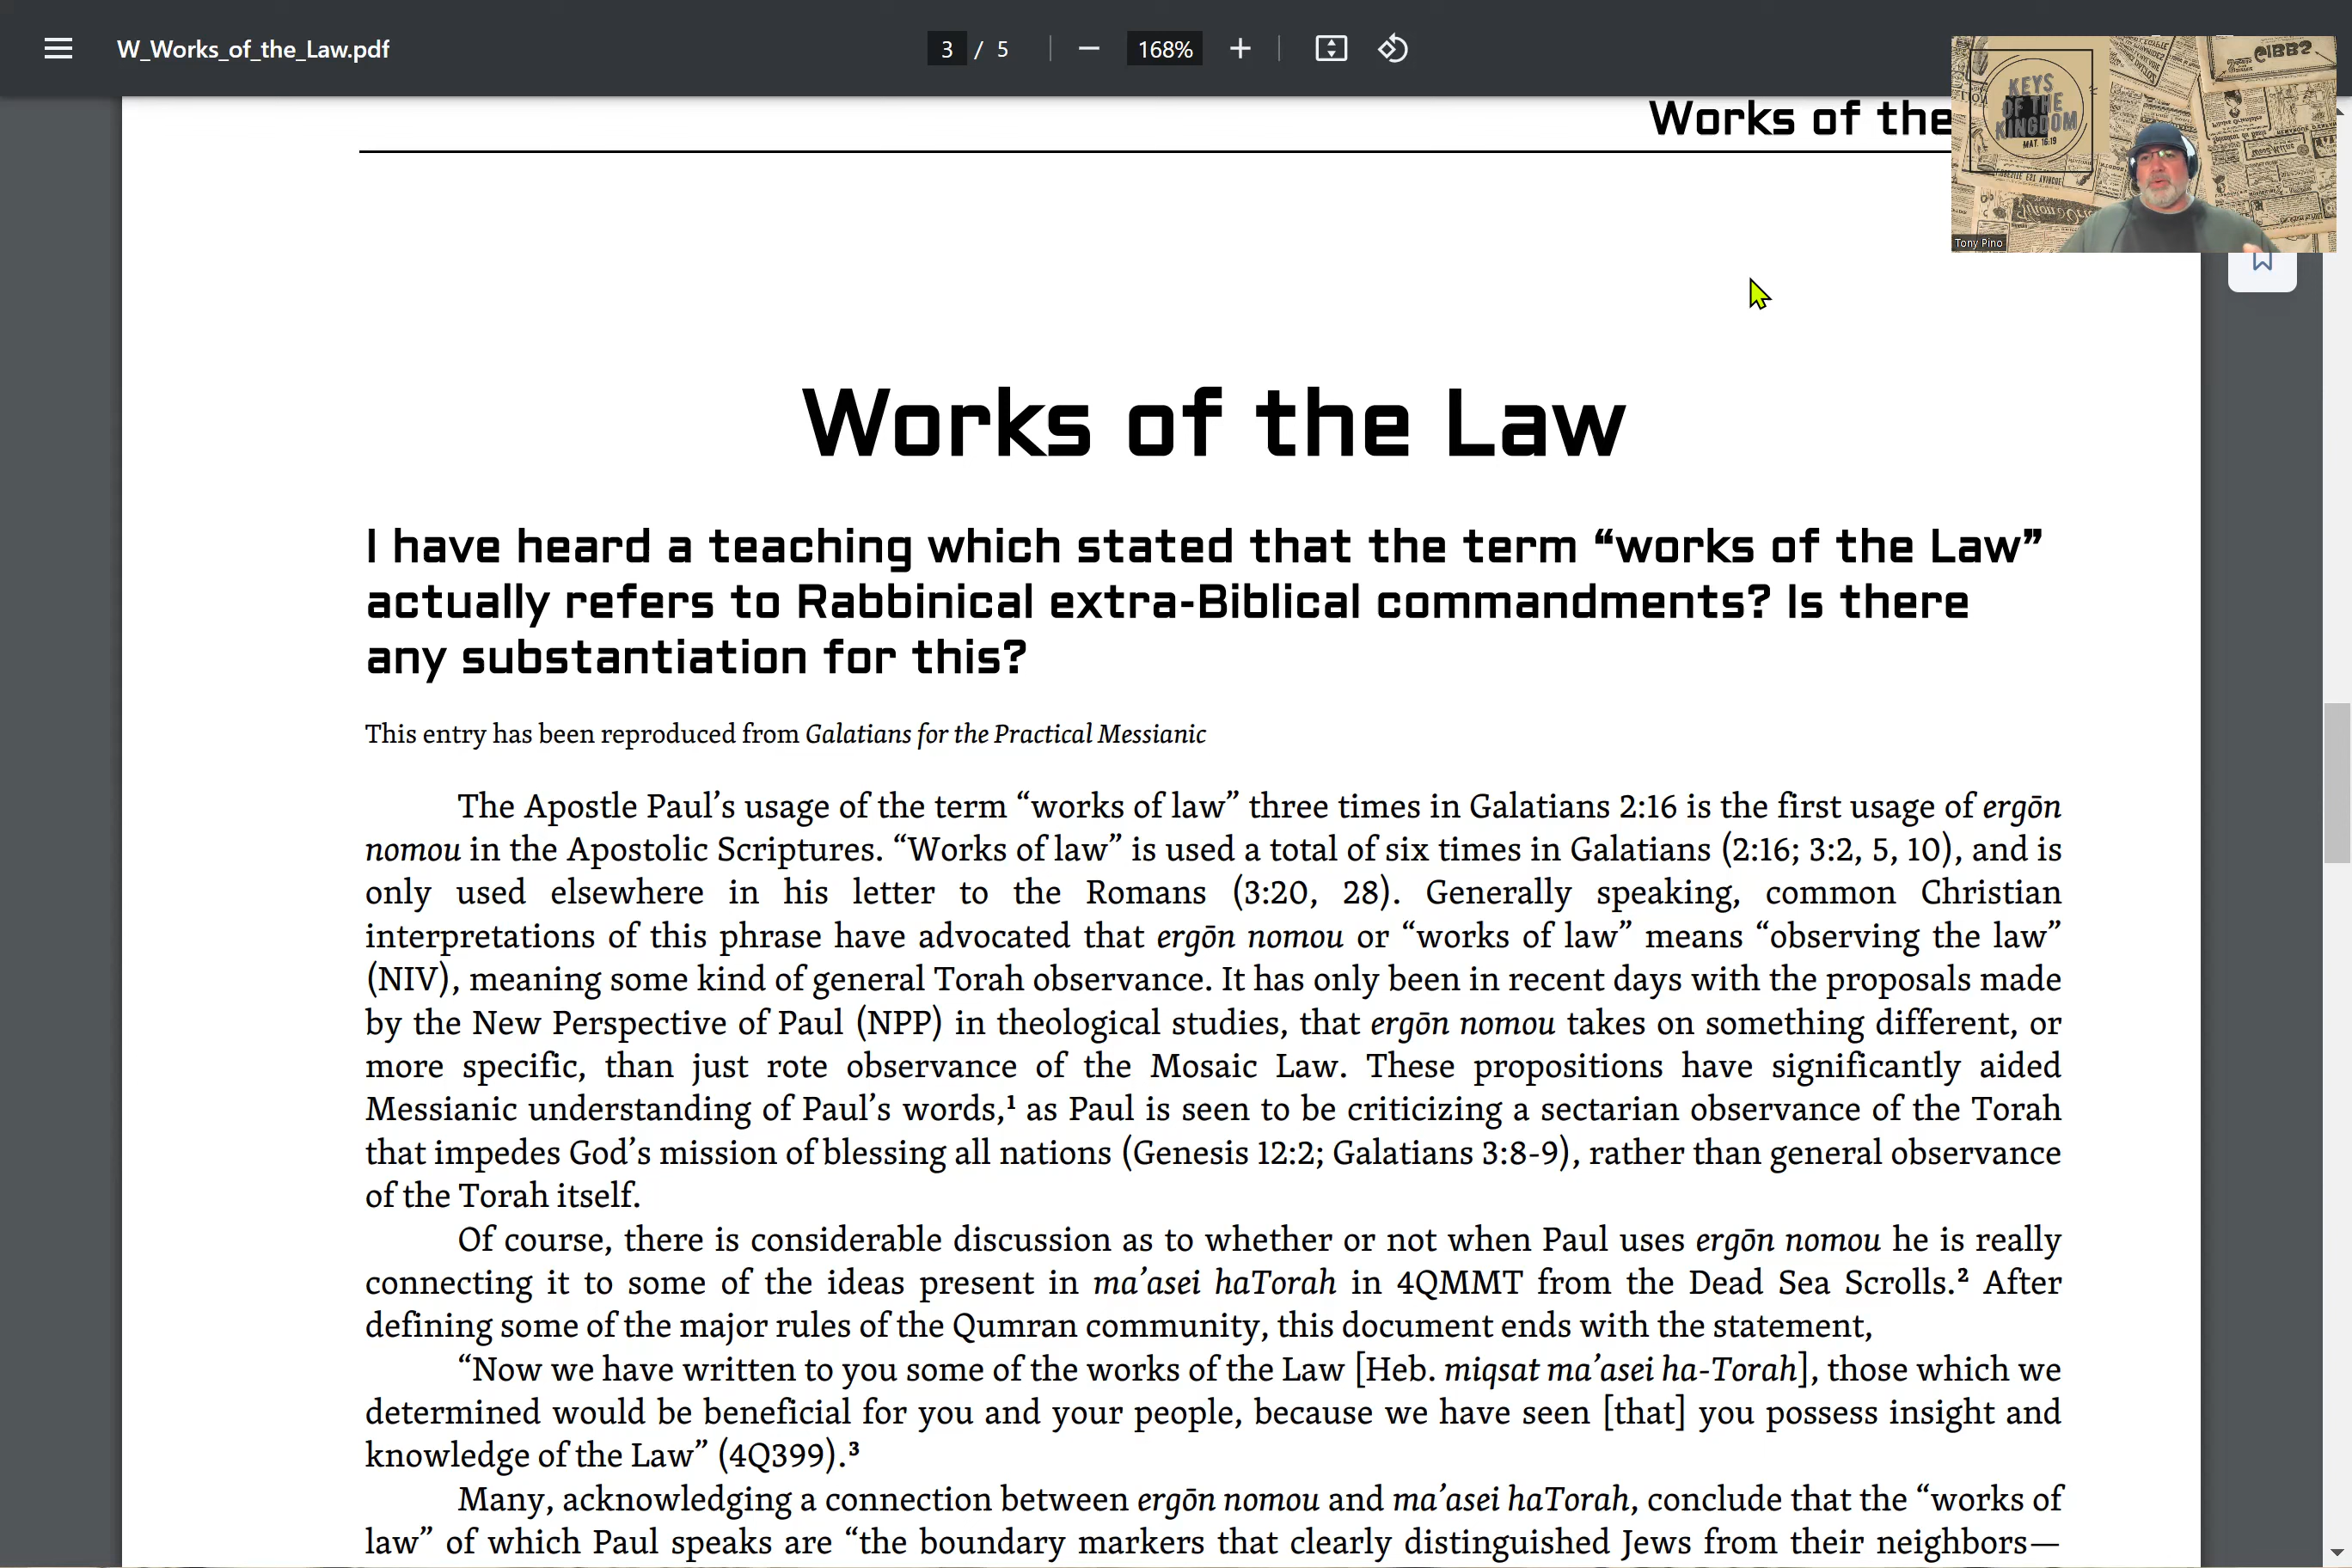 W_Works_of_the_Law.pdf
3 / 5
168%
Works of the
KEYS
OF THE
KINGDOM
MAT. 16:19
GIBBS
Tony Pino
Works of the Law
I have heard a teaching which stated that the term “works of the Law”
actually refers to Rabbinical extra-Biblical commandments? Is there
any substantiation for this?
This entry has been reproduced from Galatians for the Practical Messianic
The Apostle Paul’s usage of the term “works of law” three times in Galatians 2:16 is the first usage of ergōn
nomou in the Apostolic Scriptures. “Works of law” is used a total of six times in Galatians (2:16; 3:2, 5, 10), and is
only used elsewhere in his letter to the Romans (3:20, 28). Generally speaking, common Christian
interpretations of this phrase have advocated that ergōn nomou or “works of law” means “observing the law”
(NIV), meaning some kind of general Torah observance. It has only been in recent days with the proposals made
by the New Perspective of Paul (NPP) in theological studies, that ergōn nomou takes on something different, or
more specific, than just rote observance of the Mosaic Law. These propositions have significantly aided
Messianic understanding of Paul’s words,¹ as Paul is seen to be criticizing a sectarian observance of the Torah
that impedes God’s mission of blessing all nations (Genesis 12:2; Galatians 3:8-9), rather than general observance
of the Torah itself.
Of course, there is considerable discussion as to whether or not when Paul uses ergōn nomou he is really
connecting it to some of the ideas present in ma’asei haTorah in 4QMMT from the Dead Sea Scrolls.² After
defining some of the major rules of the Qumran community, this document ends with the statement,
“Now we have written to you some of the works of the Law [Heb. miqsat ma’asei ha-Torah], those which we
determined would be beneficial for you and your people, because we have seen [that] you possess insight and
knowledge of the Law” (4Q399).³
Many, acknowledging a connection between ergōn nomou and ma’asei haTorah, conclude that the “works of
law” of which Paul speaks are “the boundary markers that clearly distinguished Jews from their neighbors—